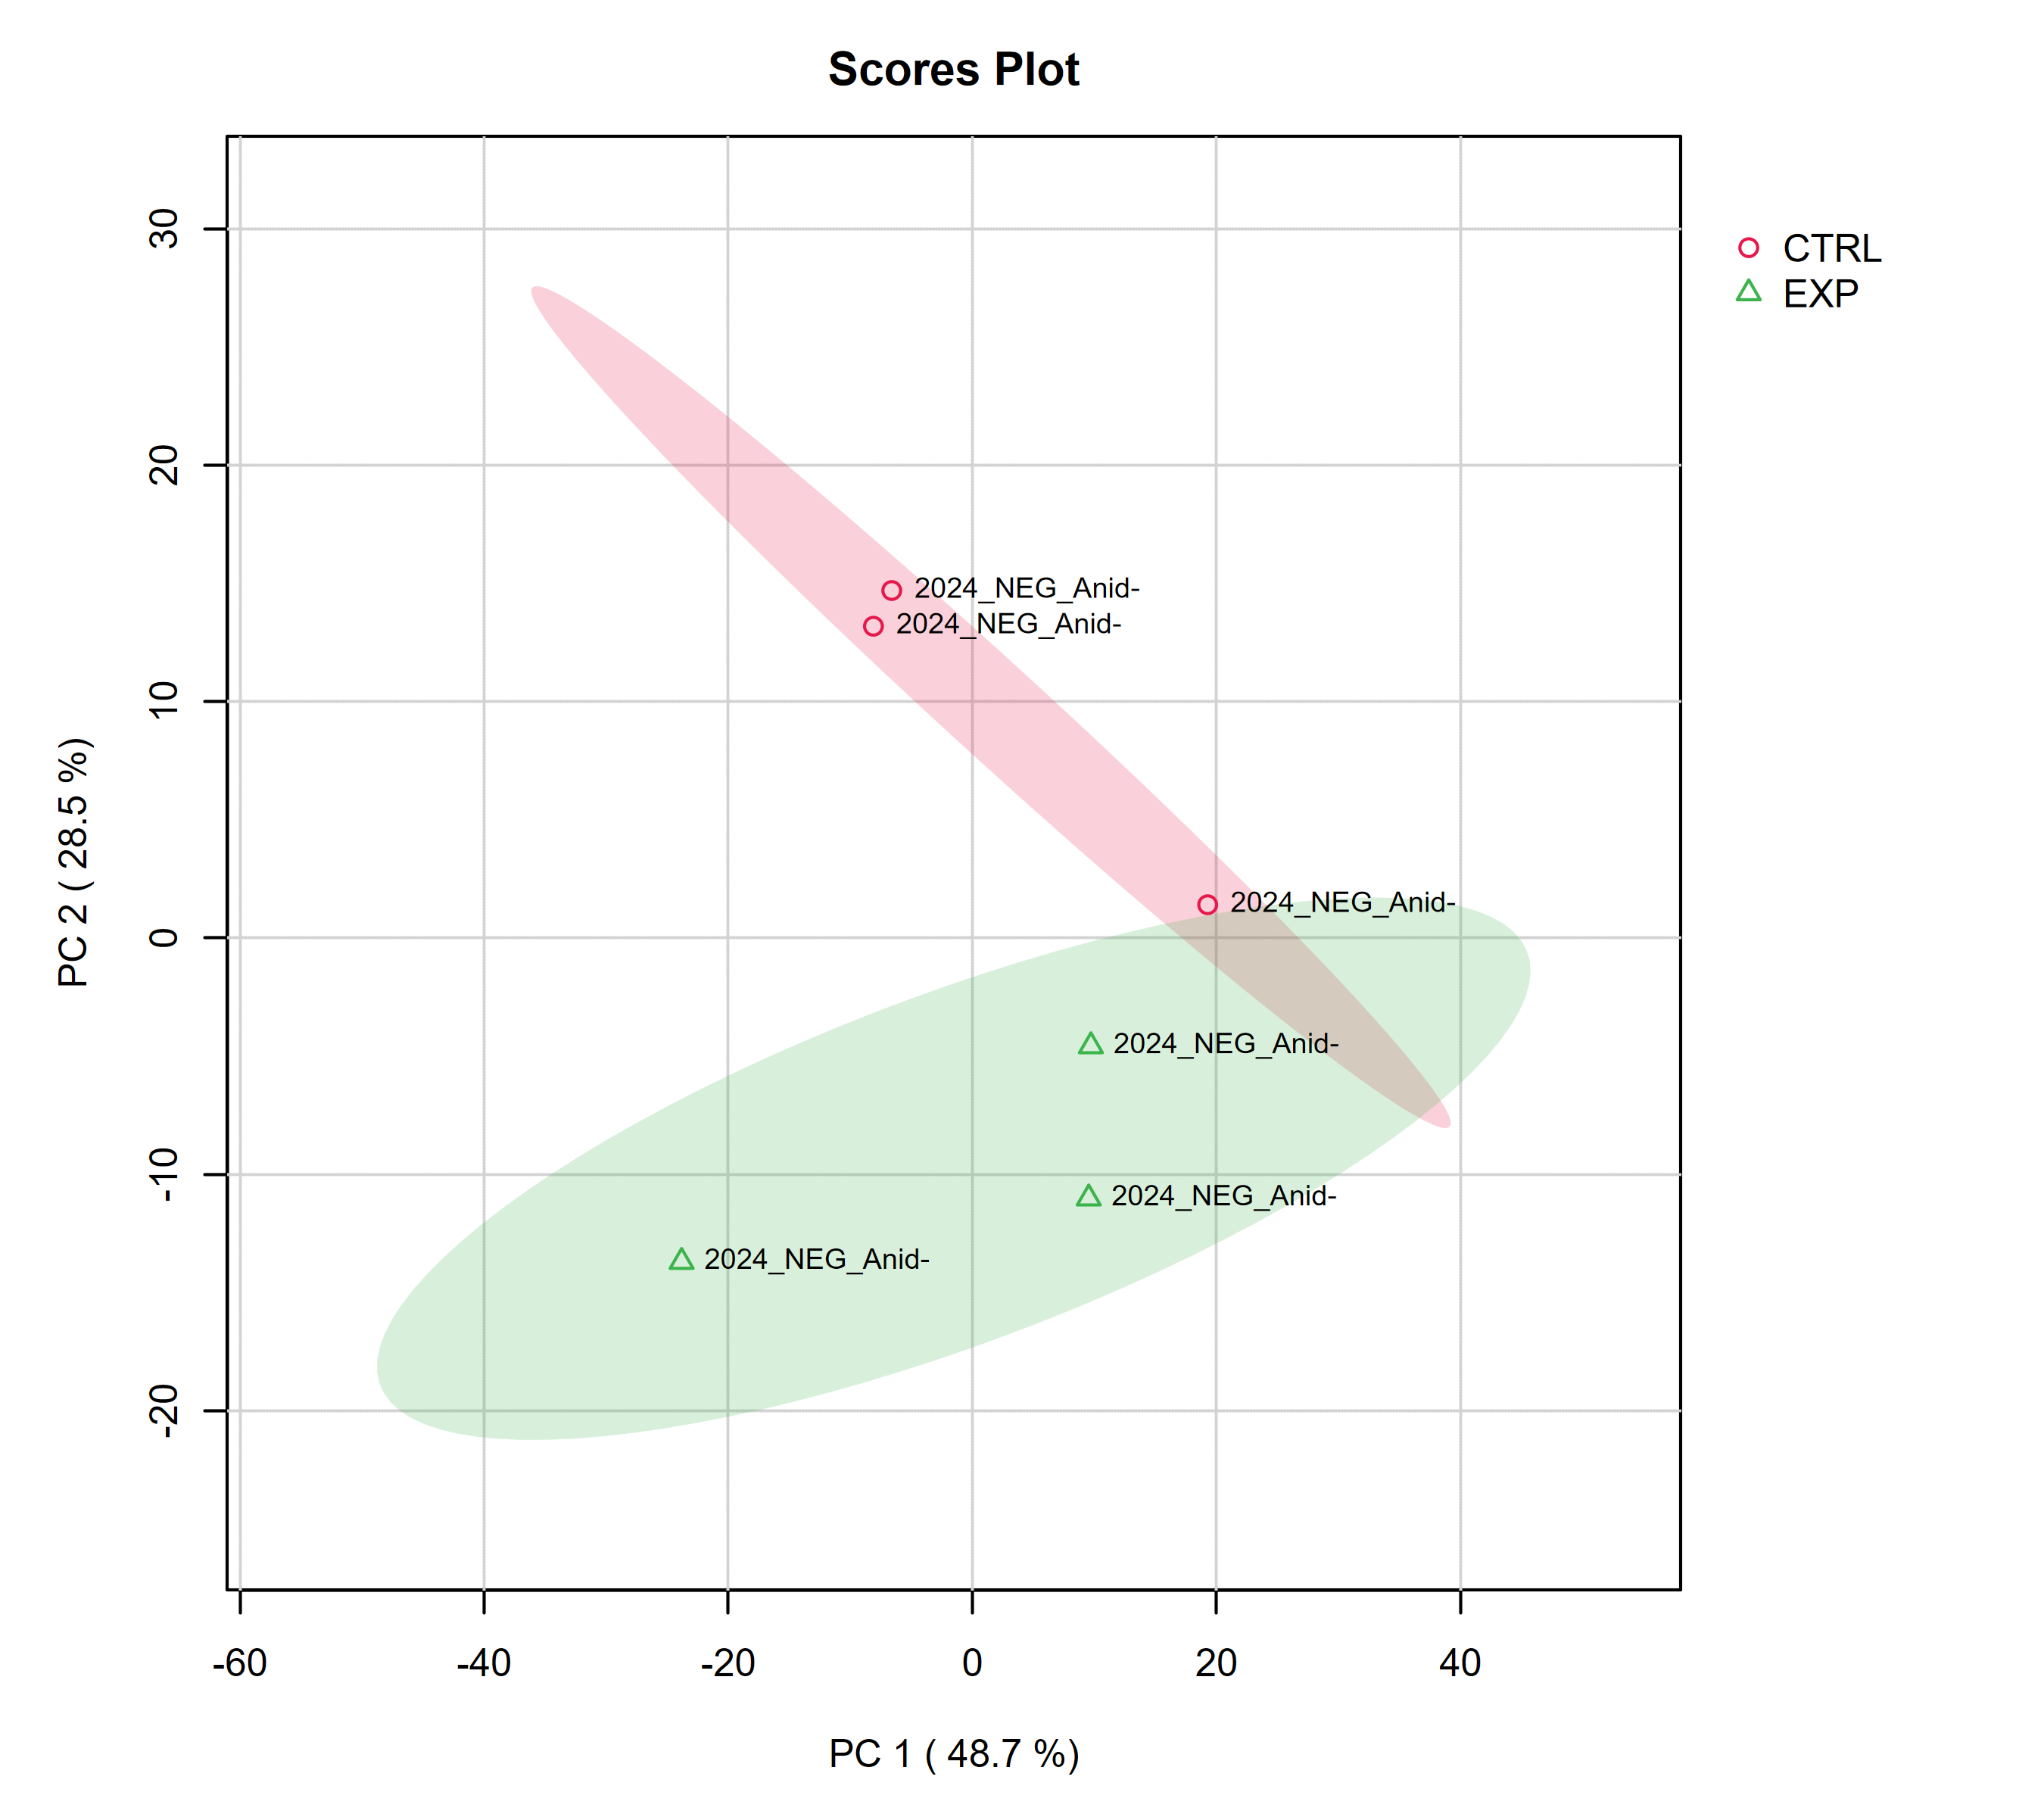 Scores Plot
CTRL
EXP
PC 2 ( 28.5 %)
30
20
10
0
-10
-20
2024_NEG_Anid-
2024_NEG_Anid-
2024_NEG_Anid-
2024_NEG_Anid-
2024_NEG_Anid-
2024_NEG_Anid-
-60 -40 -20 0 20 40
PC 1 ( 48.7 %)